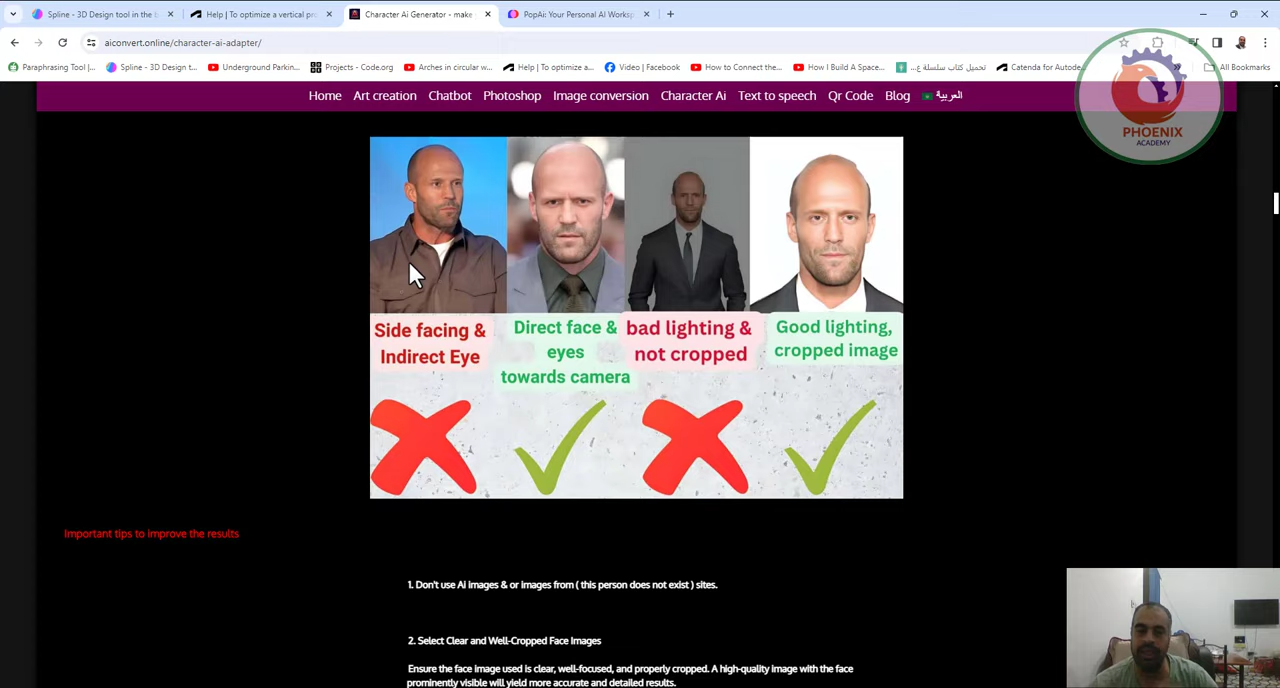 Spline - 3D Design tool in the b
Help | To optimize a vertical pro
Character Ai Generator - make
PopAi: Your Personal AI Worksp
aiconvert.online/character-ai-adapter/
Paraphrasing Tool |...
Spline - 3D Design t...
Underground Parkin...
Projects - Code.org
Arches
Help | To optimize a...
Video | Facebook
How to Connect the...
How I Build A Space...
تحميل كتاب سلسلة ع...
Catenda for Autode...
All Bookmarks
Home Art creation Chatbot Photoshop Image conversion Character Ai Text to speech Qr Code Blog العربية
PHOENIX
ACADEMY
Side facing &
Indirect Eye
Direct face &
eyes
towards camera
bad lighting &
not cropped
Good lighting,
cropped image
Important tips to improve the results
1. Don't use Ai images & or images from ( this person does not exist ) sites.
2. Select Clear and Well-Cropped Face Images
Ensure the face image used is clear, well-focused, and properly cropped. A high-quality image with the face
prominently visible will yield more accurate and detailed results.